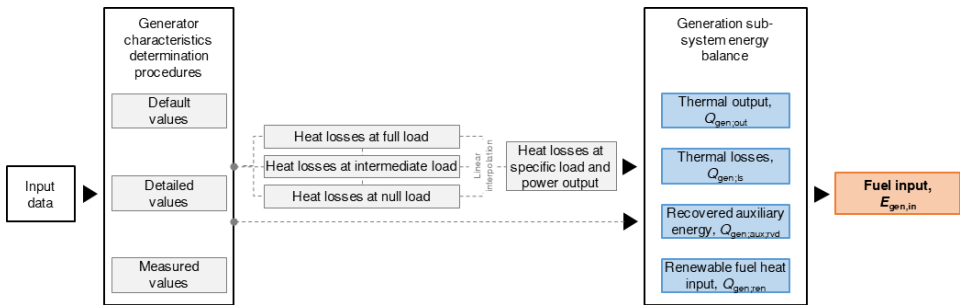 Input
data
Generator
characteristics
determination
procedures
Default
values
Detailed
values
Measured
values
Heat losses at full load
Heat losses at intermediate load
Heat losses at null load
Linear
interpolation
Heat losses at
specific load and
power output
Generation sub-
system energy
balance
Thermal output,
Qgen;out
Thermal losses,
Qgen;ls
Recovered auxiliary
energy, Qgen;aux;rvd
Renewable fuel heat
input, Qgen;ren
Fuel input,
Egen,in